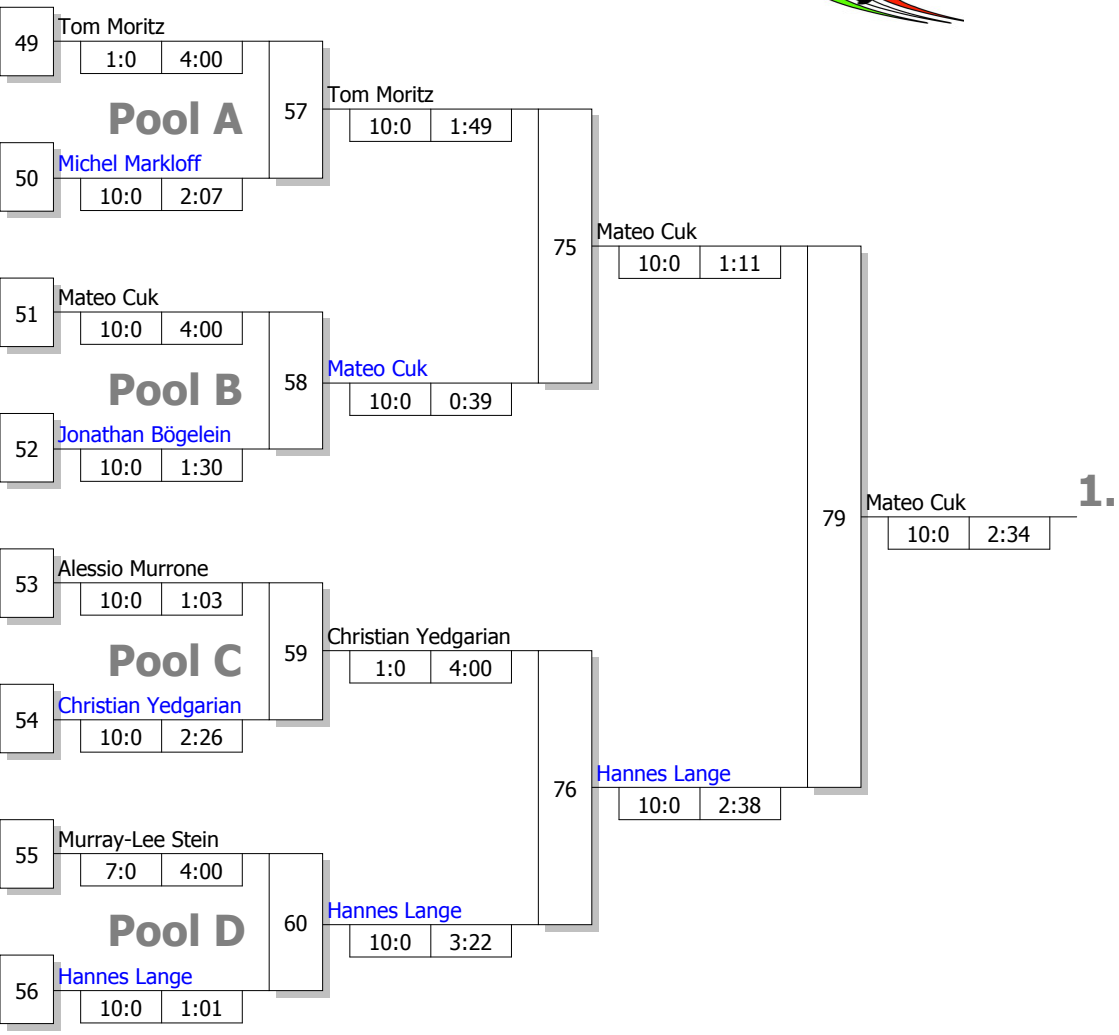 49
Tom Moritz
1:0 4:00
Pool A
57
Tom Moritz
10:0 1:49
50
Michel Markloff
10:0 2:07
75
Mateo Cuk
10:0 1:11
51
Mateo Cuk
10:0 4:00
Pool B
58
Mateo Cuk
10:0 0:39
52
Jonathan Bögelein
10:0 1:30
79
Mateo Cuk
1.
10:0 2:34
53
Alessio Murrone
10:0 1:03
Pool C
59
Christian Yedgarian
1:0 4:00
54
Christian Yedgarian
10:0 2:26
76
Hannes Lange
10:0 2:38
55
Murray-Lee Stein
7:0 4:00
Pool D
60
Hannes Lange
10:0 3:22
56
Hannes Lange
10:0 1:01